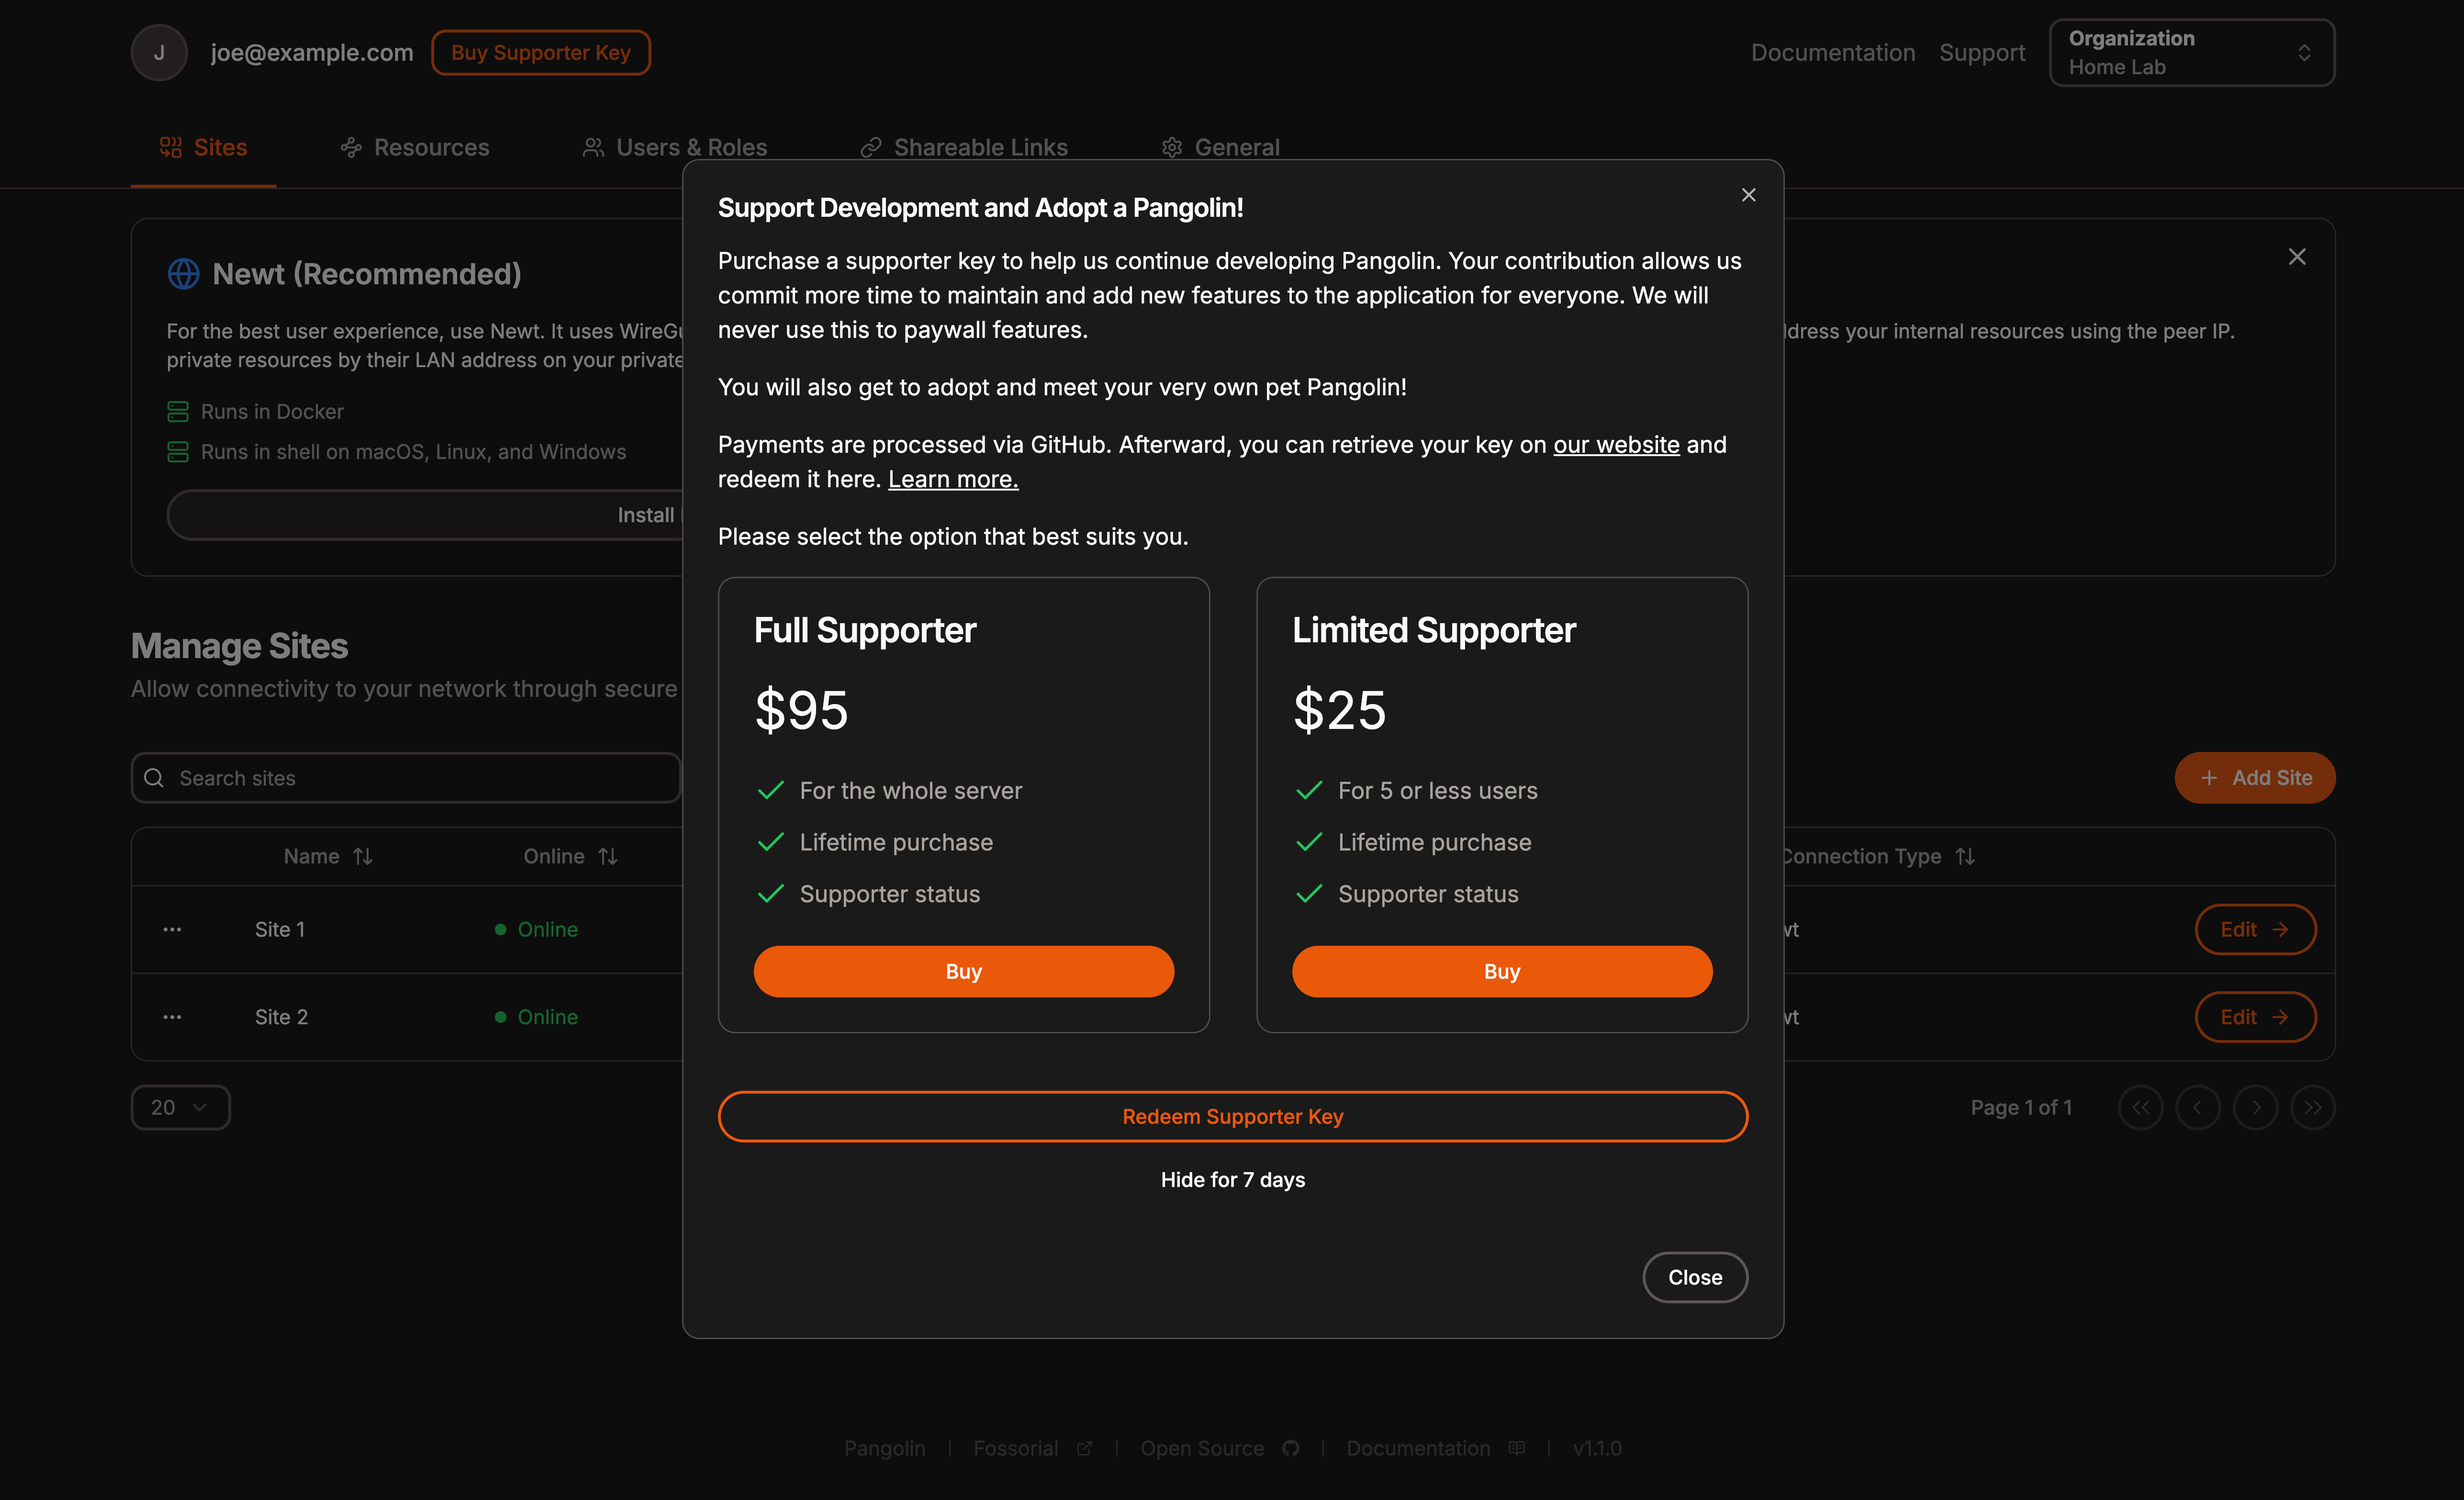 J
joe@example.com
Buy Supporter Key
Documentation
Support
Organization
Home Lab
Sites
Resources
Users & Roles
Shareable Links
General
Newt (Recommended)
For the best user experience, use Newt. It uses
private resources by their LAN address on your private
Runs in Docker
Runs in shell on macOS, Linux, and Windows
Install
address your internal resources using the peer IP.
Support Development and Adopt a Pangolin!
Purchase a supporter key to help us continue developing Pangolin. Your contribution allows us
commit more time to maintain and add new features to the application for everyone. We will
never use this to paywall features.
You will also get to adopt and meet your very own pet Pangolin!
Payments are processed via GitHub. Afterward, you can retrieve your key on our website and
redeem it here. Learn more.
Please select the option that best suits you.
Full Supporter
$95
For the whole server
Lifetime purchase
Supporter status
Buy
Limited Supporter
$25
For 5 or less users
Lifetime purchase
Supporter status
Buy
Redeem Supporter Key
Hide for 7 days
Close
Manage Sites
Allow connectivity to your network through secure
Search sites
Add Site
Name
Online
Connection Type
Site 1
Online
Edit
Site 2
Online
Edit
20
Page 1 of 1
Pangolin | Fossorial | Open Source | Documentation | v1.1.0